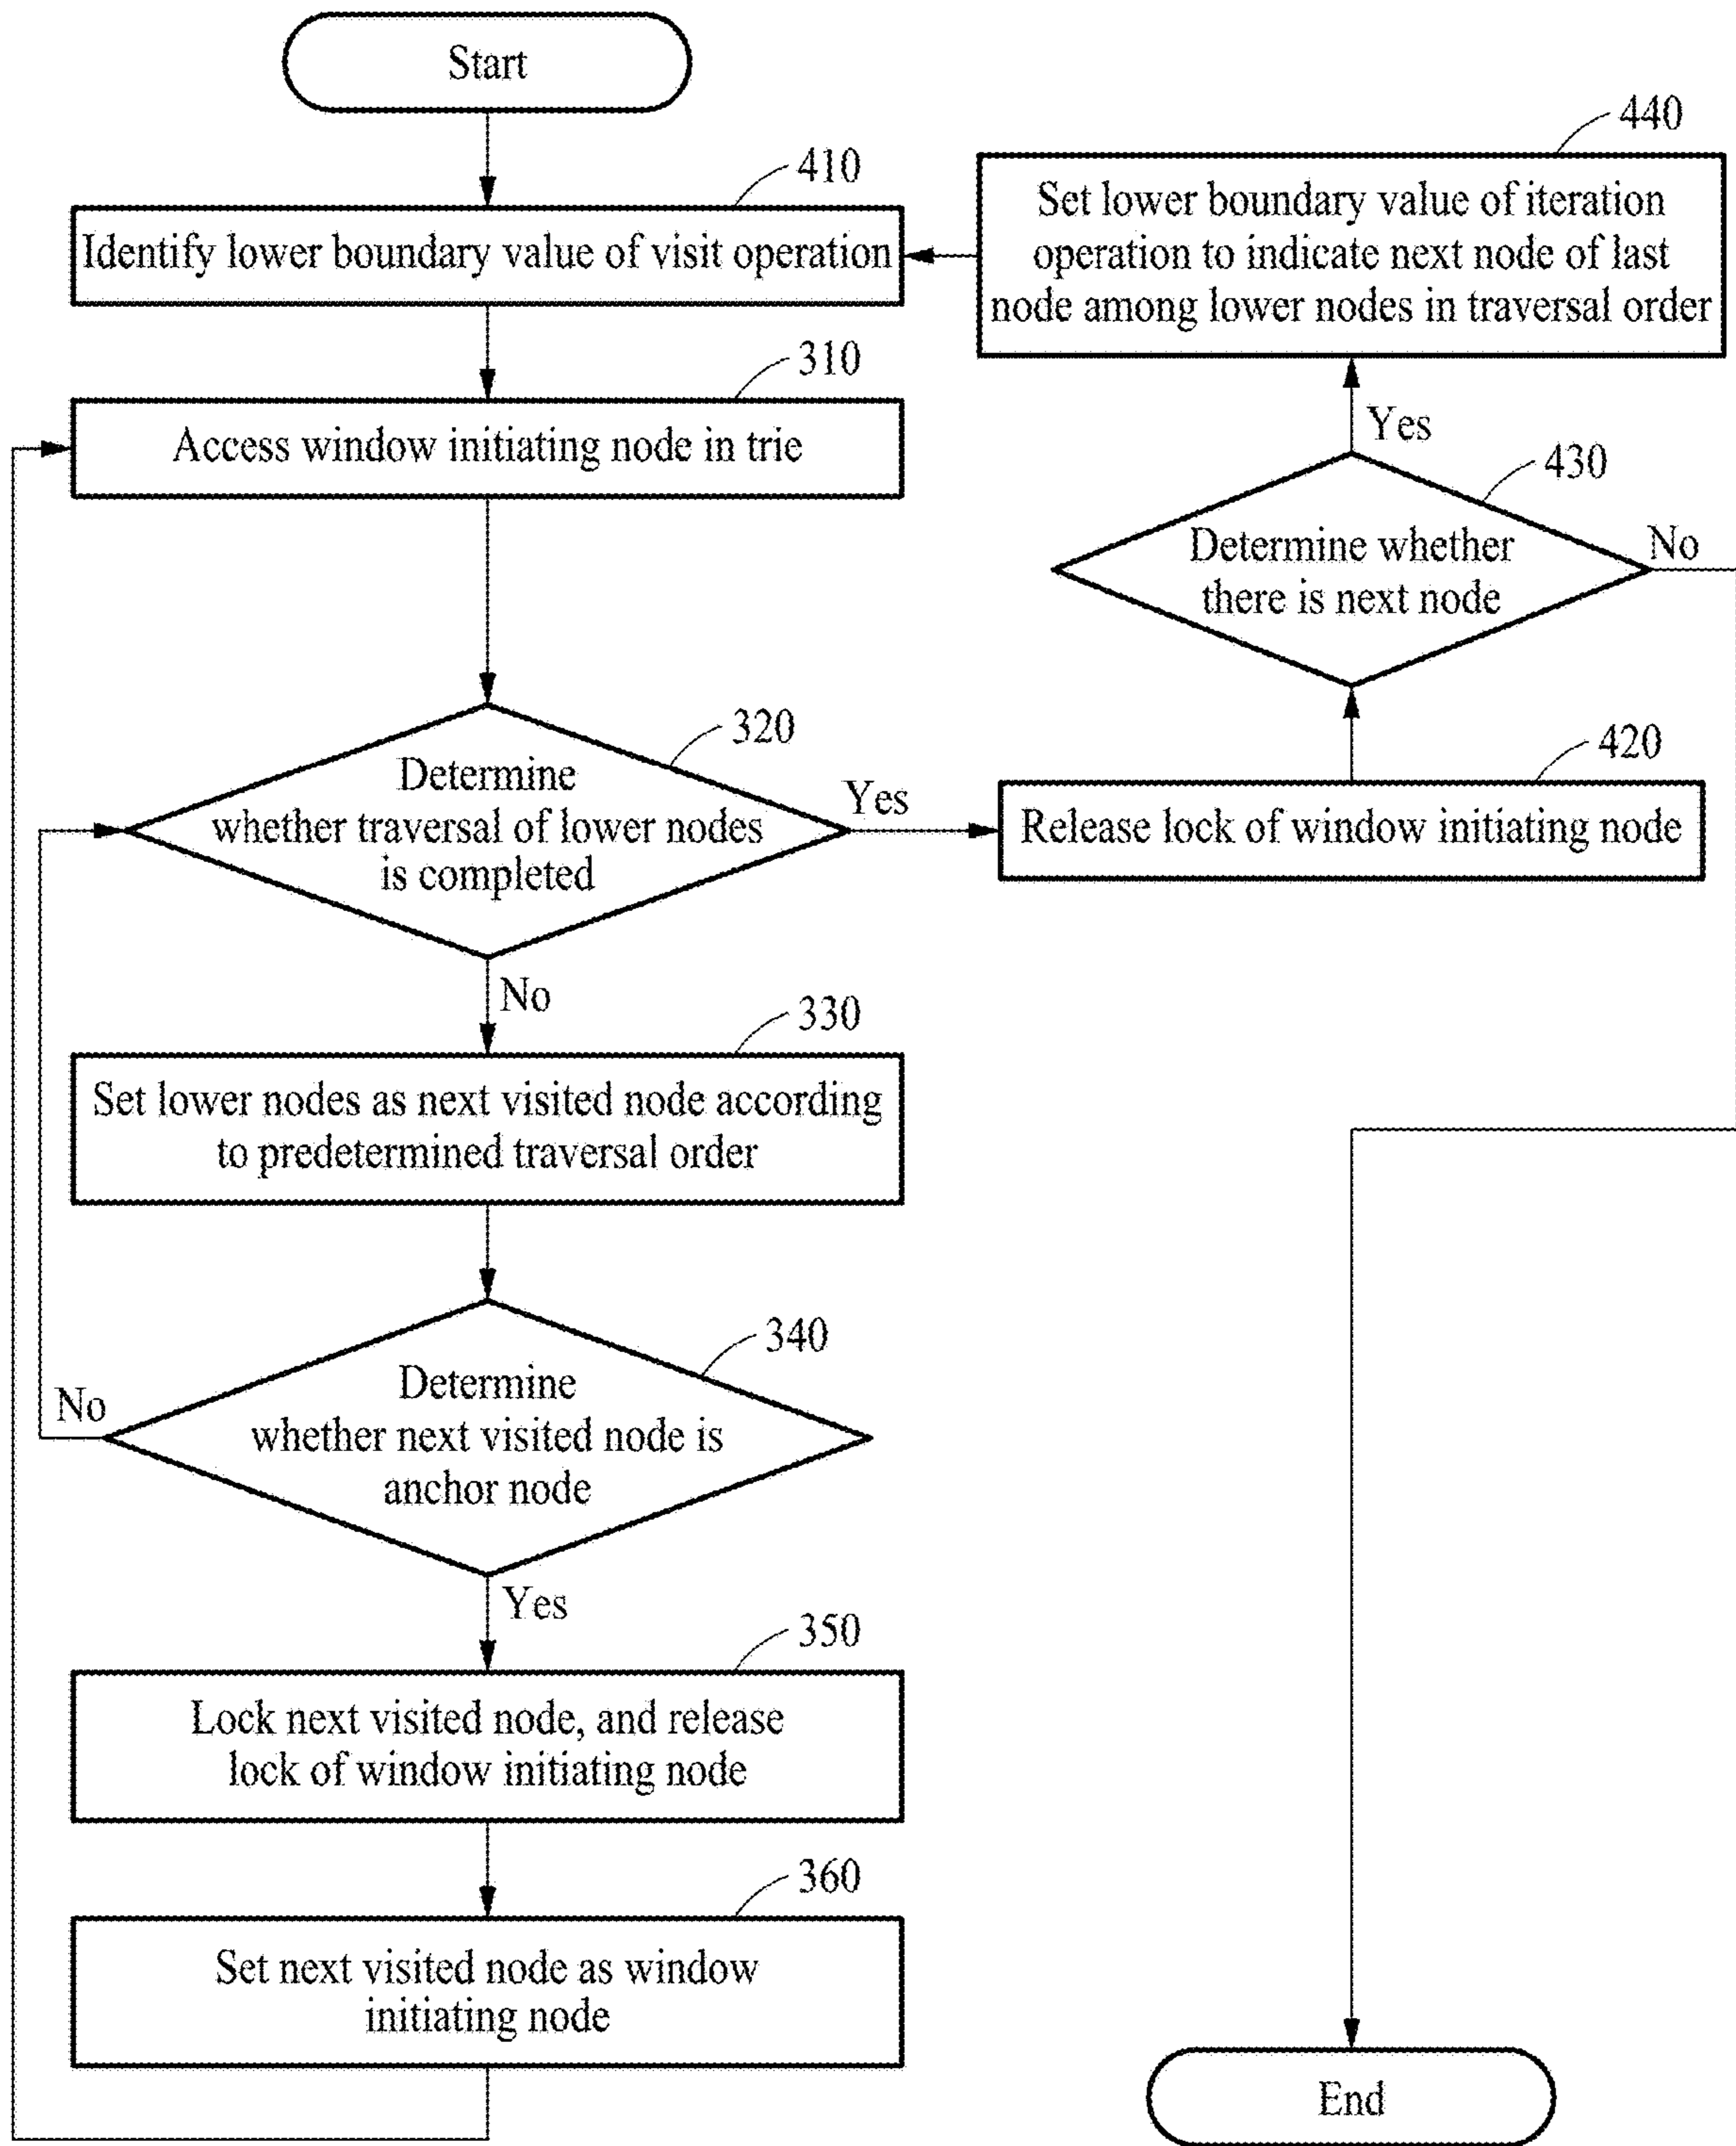 Start
410
Identify lower boundary value of visit operation
310
Access window initiating node in trie
320
Determine
whether traversal of lower nodes
is completed
Yes
No
330
Set lower nodes as next visited node according
to predetermined traversal order
340
Determine
whether next visited node is
anchor node
No
Yes
350
Lock next visited node, and release
lock of window initiating node
360
Set next visited node as window
initiating node
440
Set lower boundary value of iteration
operation to indicate next node of last
node among lower nodes in traversal order
Yes
430
Determine whether
there is next node
No
420
Release lock of window initiating node
End